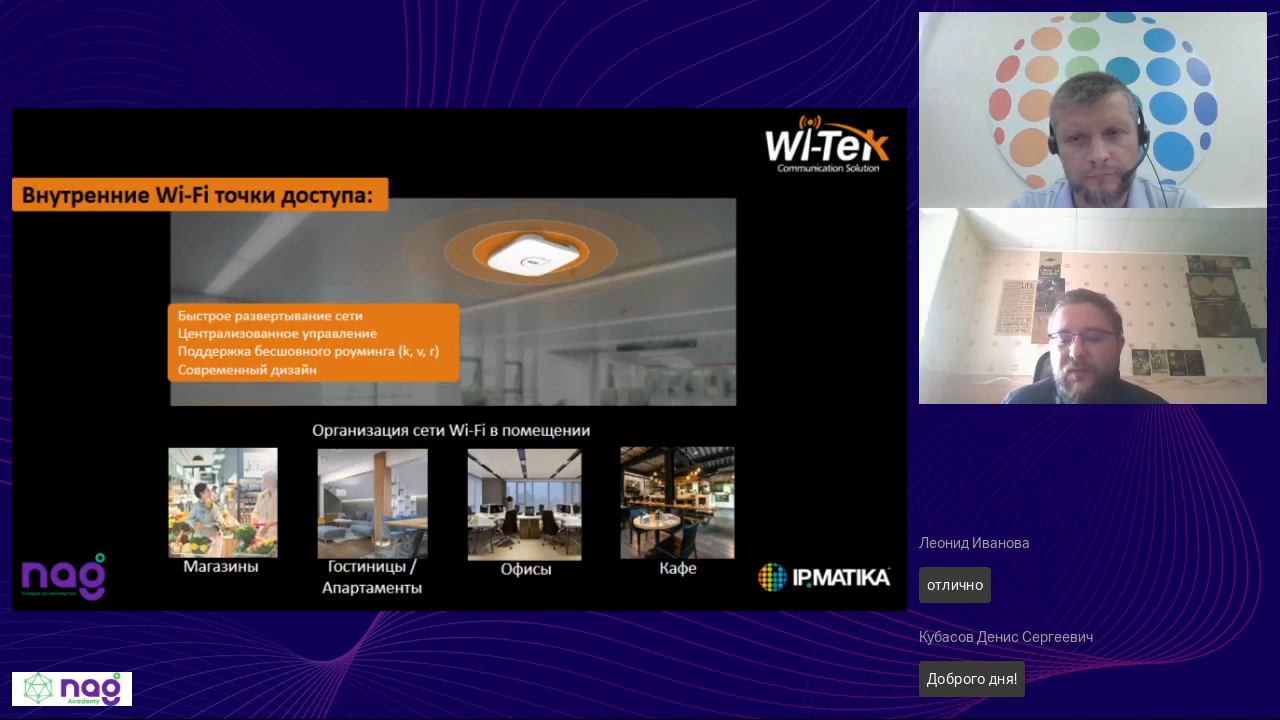 Wi-Tek
Communication Solution
Внутренние Wi-Fi точки доступа:
Быстрое развертывание сети
Централизованное управление
Поддержка бесшовного роуминга (k, v, r)
Современный дизайн
Организация сети Wi-Fi в помещении
Магазины
Гостиницы /
Апартаменты
Офисы
Кафе
nag
IPMATIKA
nag
Academy
Леонид Иванова
отлично
Кубасов Денис Сергеевич
Доброго дня!